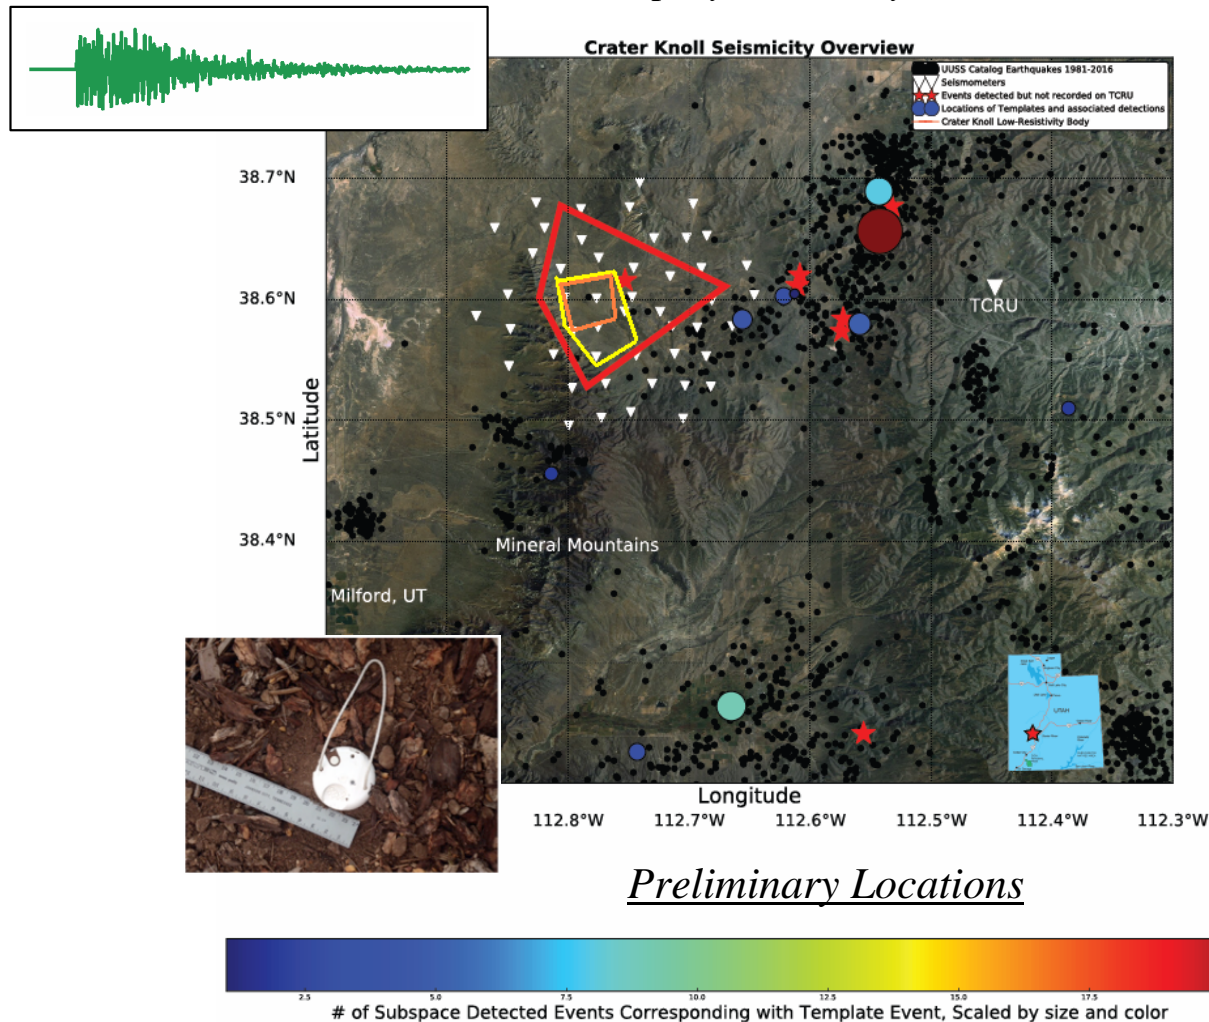 Crater Knoll Seismicity Overview
UUSS Catalog Earthquakes 1981-2016
Seismometers
Events detected but not recorded on TCRU
Locations of Templates and associated detections
Crater Knoll Low-Resistivity Body
38.7°N
38.6°N
TCRU
38.5°N
Latitude
38.4°N
Mineral Mountains
Milford, UT
UTAH
Longitude
112.8°W 112.7°W 112.6°W 112.5°W 112.4°W 112.3°W
Preliminary Locations
2.5 5.0 7.5 10.0 12.5 15.0 17.5
# of Subspace Detected Events Corresponding with Template Event, Scaled by size and color